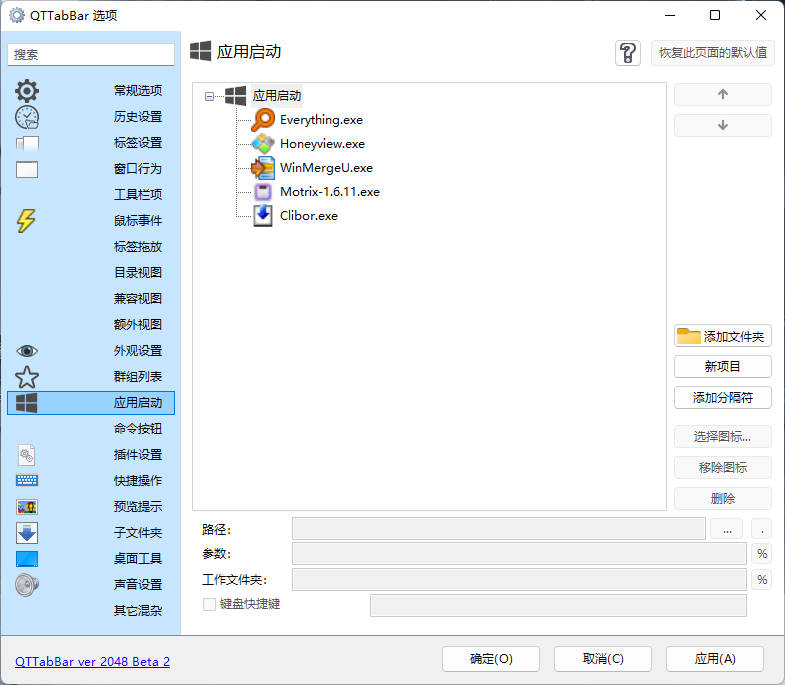 QTTabBar 选项
搜索
常规选项
历史设置
标签设置
窗口行为
工具栏项
鼠标事件
标签拖放
目录视图
兼容视图
额外视图
外观设置
群组列表
应用启动
命令按钮
插件设置
快捷操作
预览提示
子文件夹
桌面工具
声音设置
其它混杂
应用启动
恢复此页面的默认值
应用启动
Everything.exe
Honeyview.exe
WinMergeU.exe
Motrix-1.6.11.exe
Clibor.exe
添加文件夹
新项目
添加分隔符
选择图标...
移除图标
删除
路径:
...
.
参数:
%
工作文件夹:
%
键盘快捷键
QTTabBar ver 2048 Beta 2
确定(O)
取消(C)
应用(A)